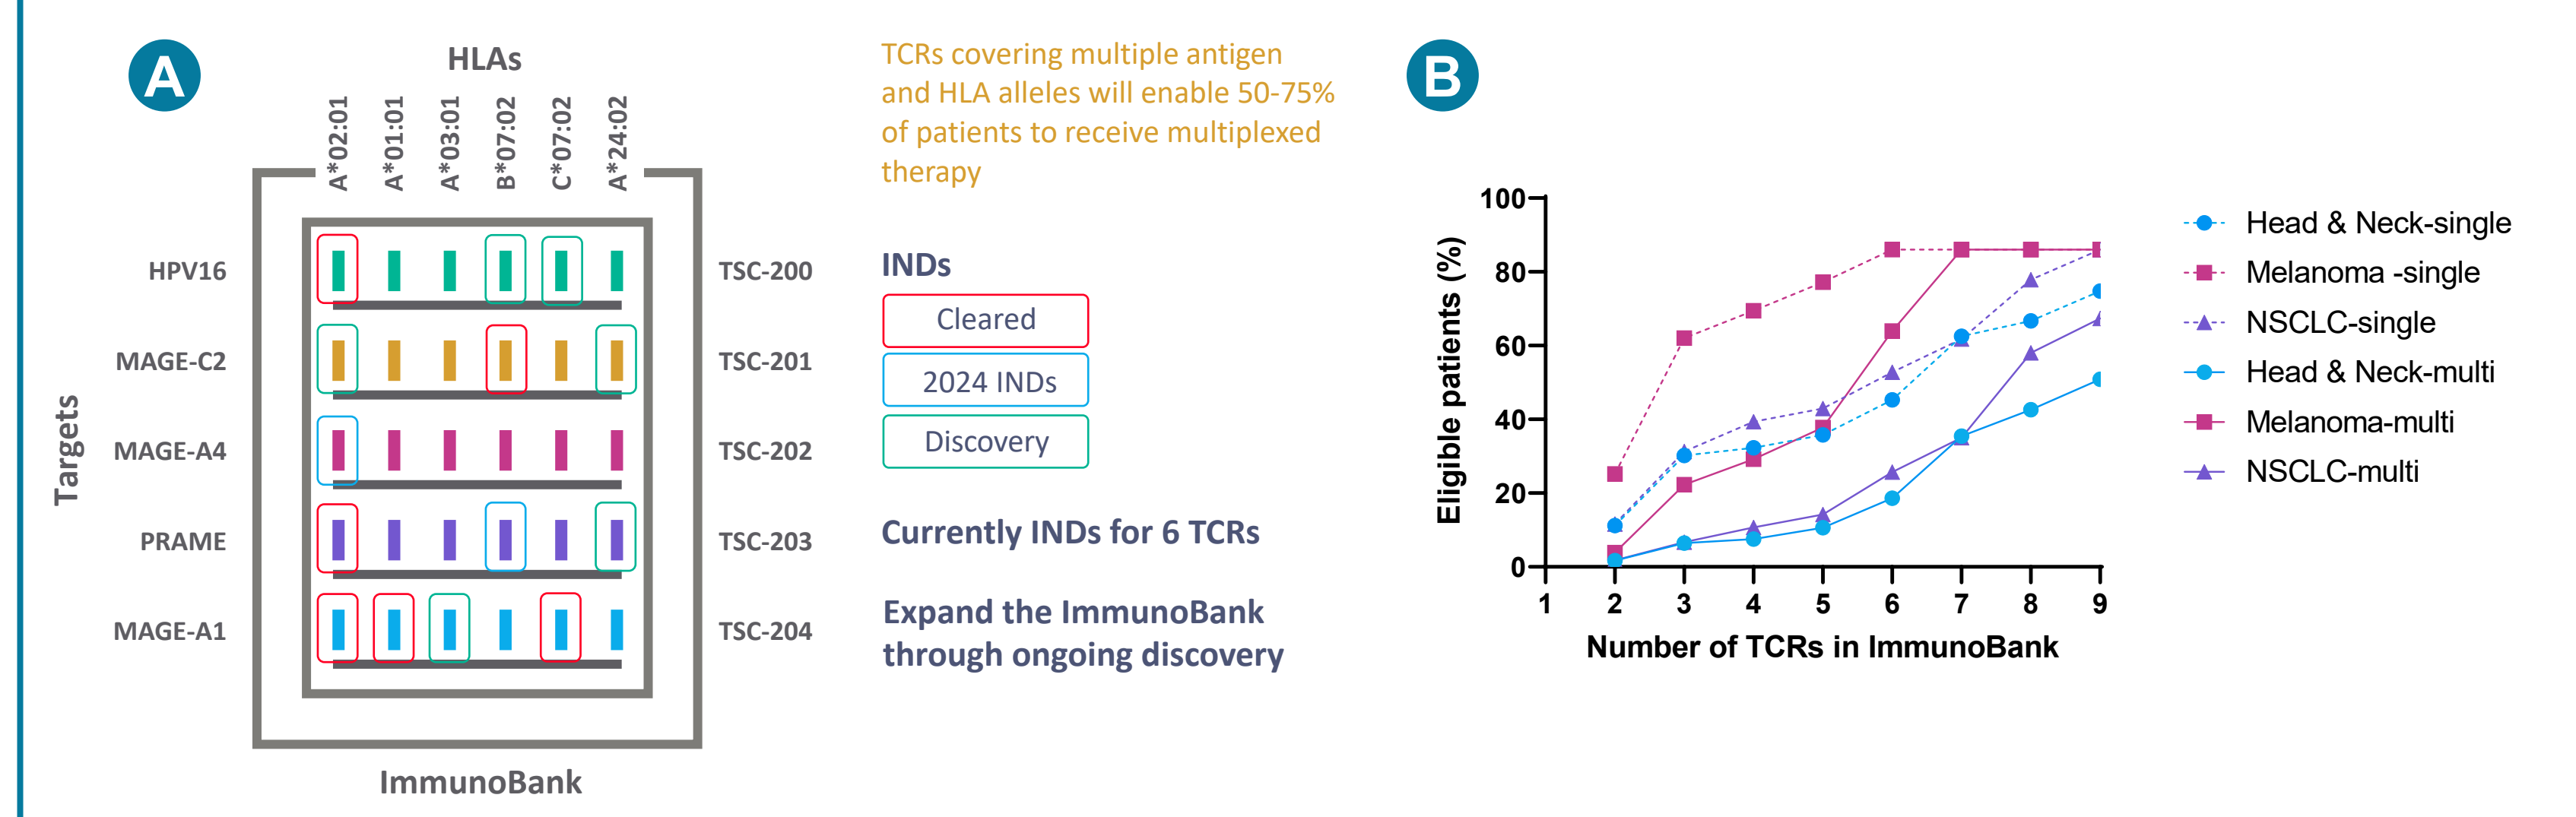 A
HLAs
A*02:01
A*01:01
A*03:01
B*07:02
C*07:02
A*24:02
Targets
HPV16
TSC-200
MAGE-C2
TSC-201
MAGE-A4
TSC-202
PRAME
TSC-203
MAGE-A1
TSC-204
ImmunoBank
TCRs covering multiple antigen
and HLA alleles will enable 50-75%
of patients to receive multiplexed
therapy
INDs
Cleared
2024 INDs
Discovery
Currently INDs for 6 TCRs
Expand the ImmunoBank
through ongoing discovery
B
Eligible patients (%)
100
80
60
40
20
0
1 2 3 4 5 6 7 8 9
Number of TCRs in ImmunoBank
Head & Neck-single
Melanoma -single
NSCLC-single
Head & Neck-multi
Melanoma-multi
NSCLC-multi